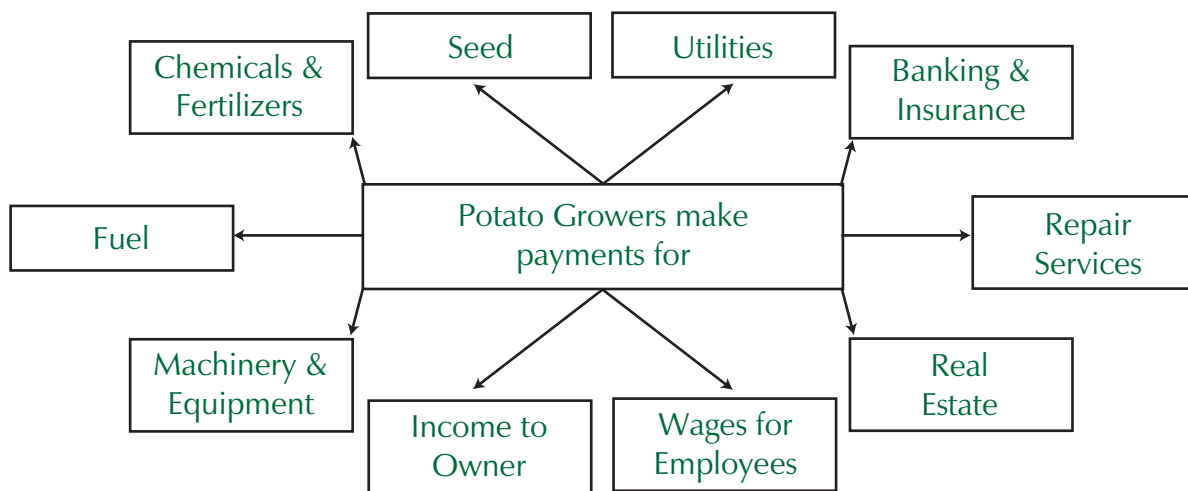 Seed
Utilities
Chemicals &
Fertilizers
Banking &
Insurance
Potato Growers make
payments for
Fuel
Repair
Services
Machinery &
Equipment
Real
Estate
Income to
Owner
Wages for
Employees